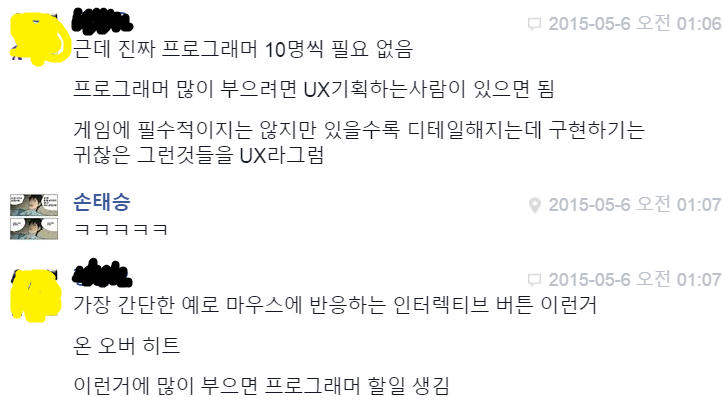 2015-05-6 오전 01:06
근데 진짜 프로그래머 10명씩 필요 없음
프로그래머 많이 부으려면 UX기획하는사람이 있으면 됨
게임에 필수적이지는 않지만 있을수록 디테일해지는데 구현하기는
귀찮은 그런것들을 UX라그럼
손태승 2015-05-6 오전 01:07
ㅋㅋㅋㅋㅋ
2015-05-6 오전 01:07
가장 간단한 예로 마우스에 반응하는 인터렉티브 버튼 이런거
온 오버 히트
이런거에 많이 부으면 프로그래머 할일 생김